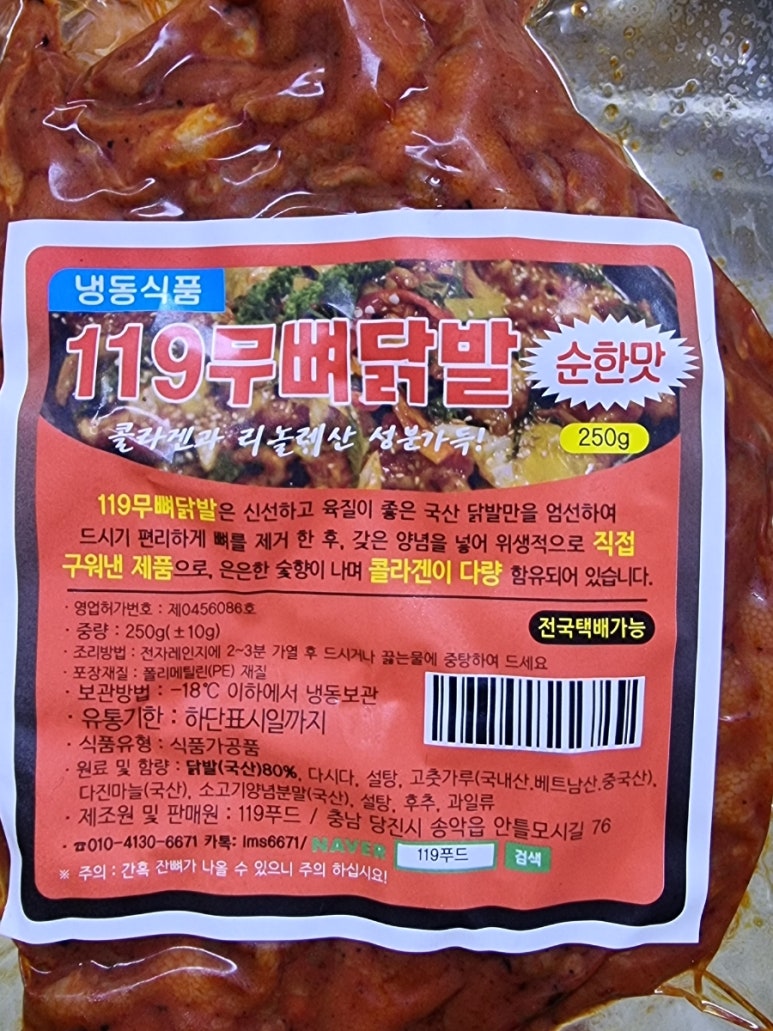 냉동식품
119무뼈닭발
순한맛
콜라겐과 리놀레산 성분가득!
250g
119무뼈닭발은 신선하고 육질이 좋은 국산 닭발만을 엄선하여
드시기 편리하게 뼈를 제거 한 후, 갖은 양념을 넣어 위생적으로 직접
구워낸 제품으로, 은은한 숯향이 나며 콜라겐이 다량 함유되어 있습니다.
· 영업허가번호 : 제0456086호
· 중량 : 250g(±10g)
전국택배가능
· 조리방법 : 전자레인지에 2~3분 가열 후 드시거나 끓는물에 중탕하여 드세요
· 포장재질 : 폴리메틸린(PE) 재질
· 보관방법 : -18℃ 이하에서 냉동보관
· 유통기한 : 하단표시일까지
· 식품유형 : 식품가공품
· 원료 및 함량 : 닭발(국산)80%, 다시다, 설탕, 고춧가루(국내산.베트남산.중국산),
다진마늘(국산), 소고기양념분말(국산), 설탕, 후추, 과일류
· 제조원 및 판매원 : 119푸드 / 충남 당진시 송악읍 안틀모시길 76
· ☎010-4130-6671 카톡: lms6671/ NAVER 119푸드 검색
※ 주의 : 간혹 잔뼈가 나올 수 있으니 주의 하십시요!